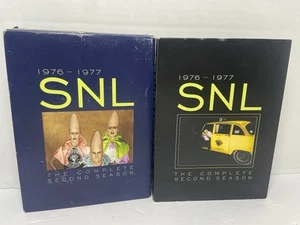 1976 - 1977
SNL
THE COMPLETE
SECOND SEASON
1976 - 1977
SNL
THE COMPLETE
SECOND SEASON